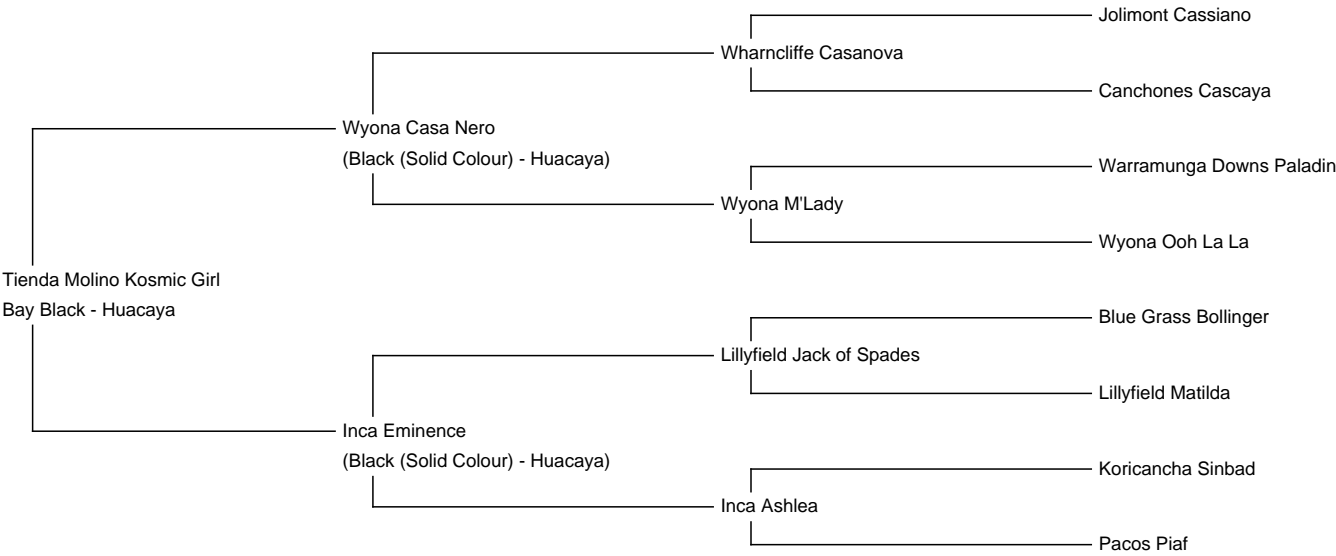 Jolimont Cassiano
Wharncliffe Casanova
Canchones Cascaya
Wyona Casa Nero
(Black (Solid Colour) - Huacaya)
Warramunga Downs Paladin
Wyona M'Lady
Wyona Ooh La La
Tienda Molino Kosmic Girl
Bay Black - Huacaya
Blue Grass Bollinger
Lillyfield Jack of Spades
Lillyfield Matilda
Inca Eminence
(Black (Solid Colour) - Huacaya)
Koricancha Sinbad
Inca Ashlea
Pacos Piaf